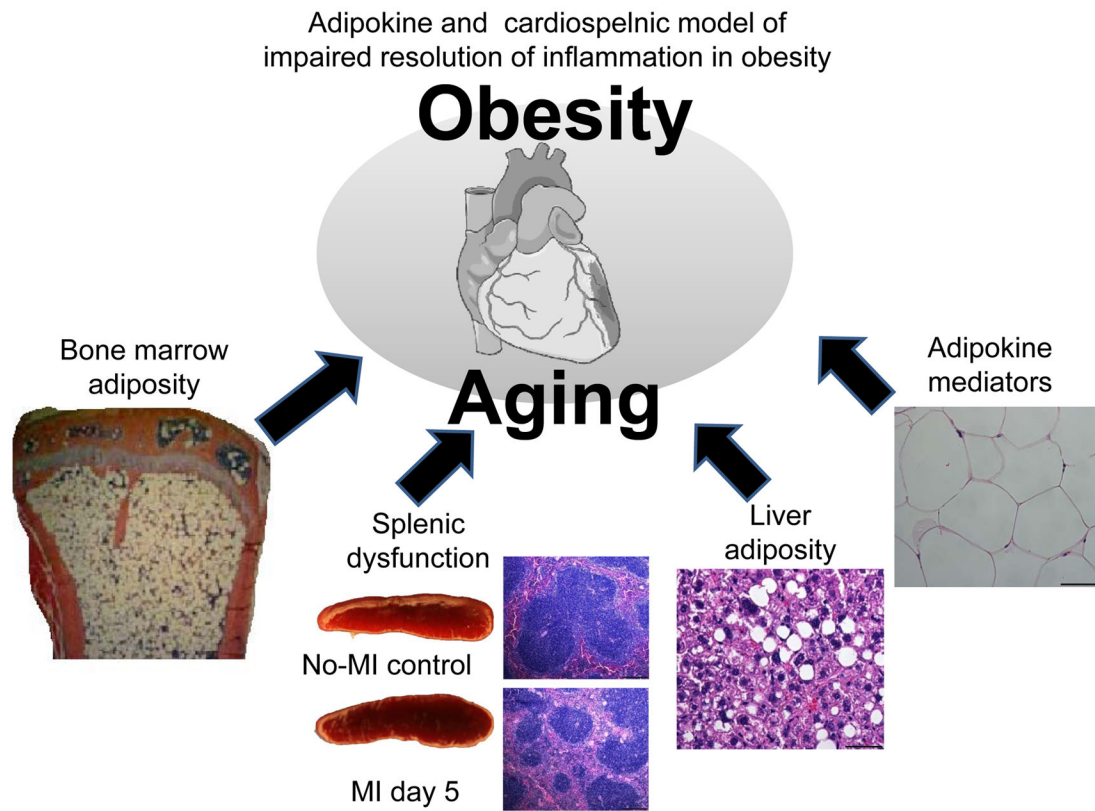 Adipokine and cardiospelnic model of
impaired resolution of inflammation in obesity
Obesity
Aging
Bone marrow
adiposity
Splenic
dysfunction
No-MI control
MI day 5
Liver
adiposity
Adipokine
mediators